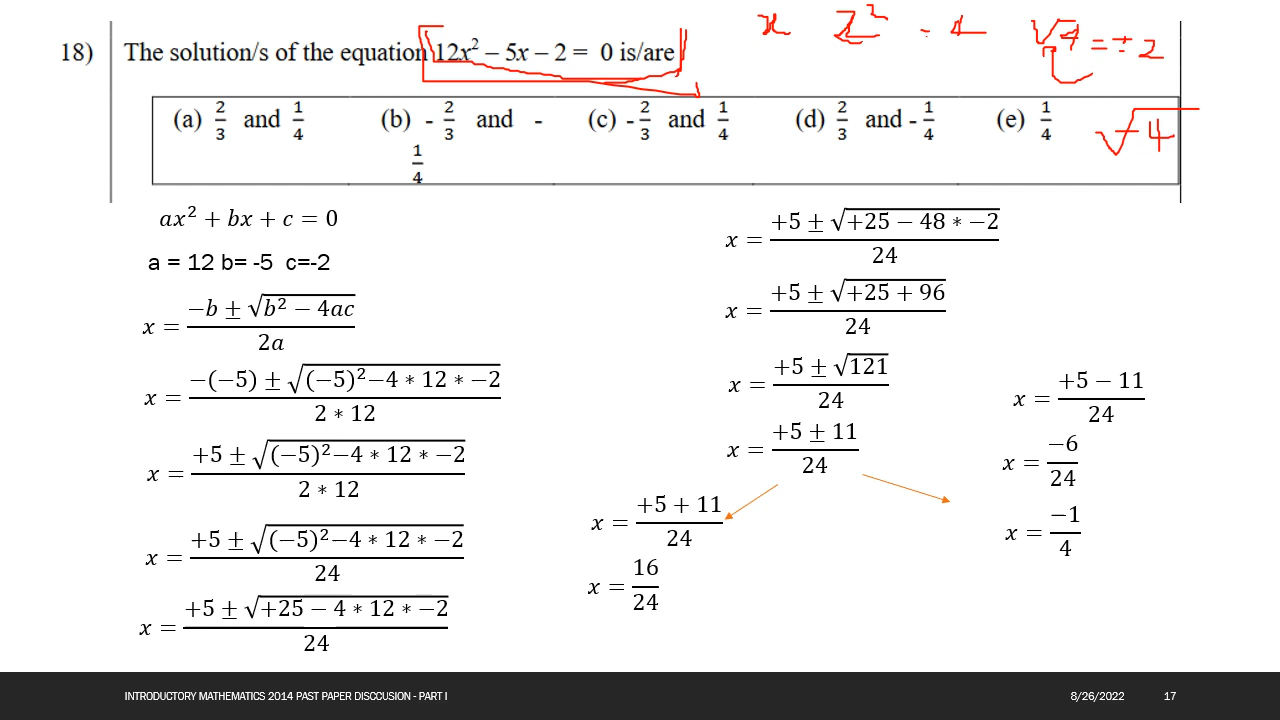 18) The solution/s of the equation 12x² – 5x – 2 = 0 is/are
x 2² = 4 √4 = ± 2
(a) 2/3 and 1/4 (b) - 2/3 and - 1/4 (c) - 2/3 and 1/4 (d) 2/3 and - 1/4 (e) 1/4
√-4
ax² + bx + c = 0
a = 12 b= -5 c=-2
x = (−b ± √(b² − 4ac)) / 2a
x = (−(−5) ± √((−5)²−4 ∗ 12 ∗ −2)) / (2 ∗ 12)
x = (+5 ± √((−5)²−4 ∗ 12 ∗ −2)) / (2 ∗ 12)
x = (+5 ± √((−5)²−4 ∗ 12 ∗ −2)) / 24
x = (+5 ± √(+25 − 4 ∗ 12 ∗ −2)) / 24
x = (+5 ± √(+25 − 48 ∗ −2)) / 24
x = (+5 ± √(+25 + 96)) / 24
x = (+5 ± √121) / 24
x = (+5 ± 11) / 24
x = (+5 + 11) / 24
x = 16/24
x = (+5 − 11) / 24
x = −6/24
x = −1/4
INTRODUCTORY MATHEMATICS 2014 PAST PAPER DISCCUSION - PART I
8/26/2022 17